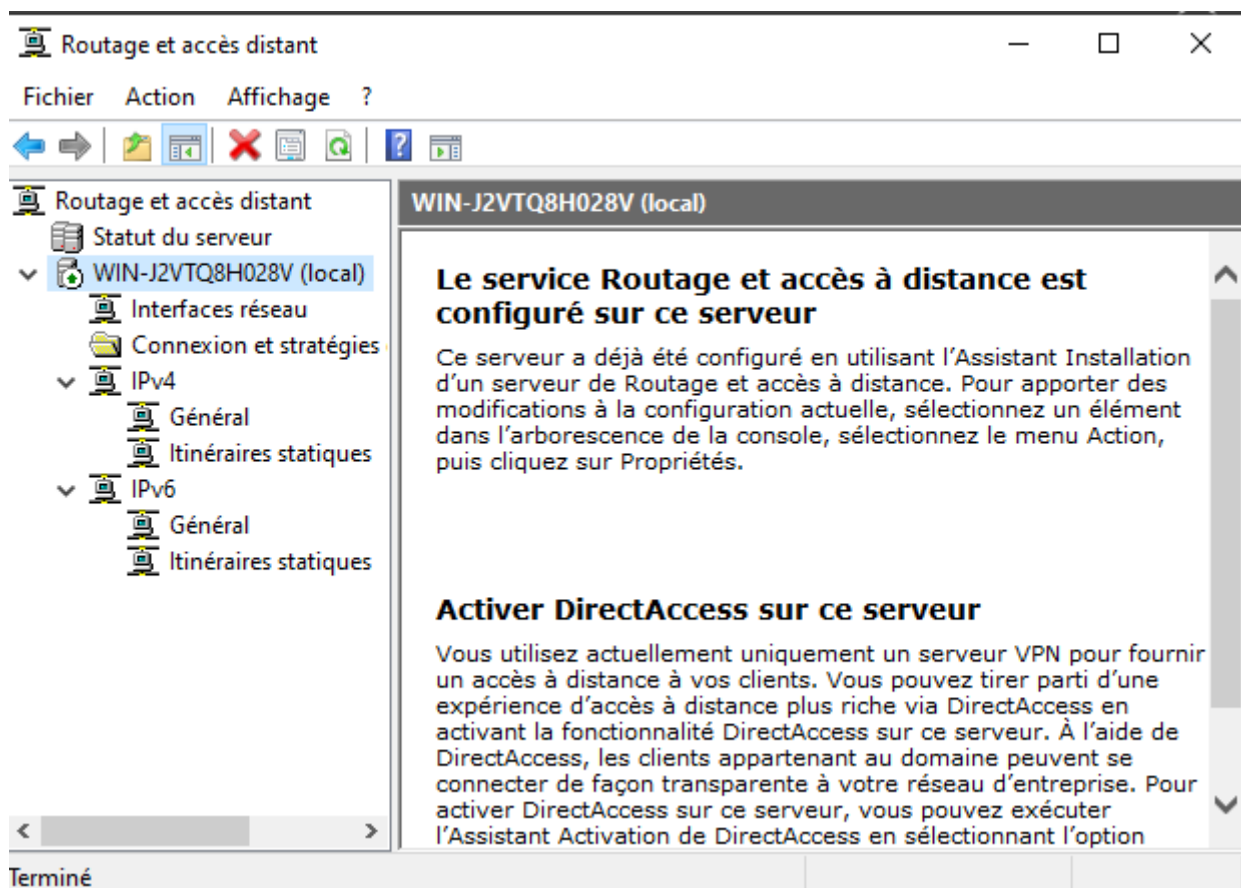 Routage et accès distant
Fichier Action Affichage ?
Routage et accès distant
Statut du serveur
WIN-J2VTQ8H028V (local)
Interfaces réseau
Connexion et stratégies
IPv4
Général
Itinéraires statiques
IPv6
Général
Itinéraires statiques
WIN-J2VTQ8H028V (local)
Le service Routage et accès à distance est
configuré sur ce serveur
Ce serveur a déjà été configuré en utilisant l’Assistant Installation
d’un serveur de Routage et accès à distance. Pour apporter des
modifications à la configuration actuelle, sélectionnez un élément
dans l’arborescence de la console, sélectionnez le menu Action,
puis cliquez sur Propriétés.
Activer DirectAccess sur ce serveur
Vous utilisez actuellement uniquement un serveur VPN pour fournir
un accès à distance à vos clients. Vous pouvez tirer parti d’une
expérience d’accès à distance plus riche via DirectAccess en
activant la fonctionnalité DirectAccess sur ce serveur. À l’aide de
DirectAccess, les clients appartenant au domaine peuvent se
connecter de façon transparente à votre réseau d’entreprise. Pour
activer DirectAccess sur ce serveur, vous pouvez exécuter
l’Assistant Activation de DirectAccess en sélectionnant l’option
Terminé